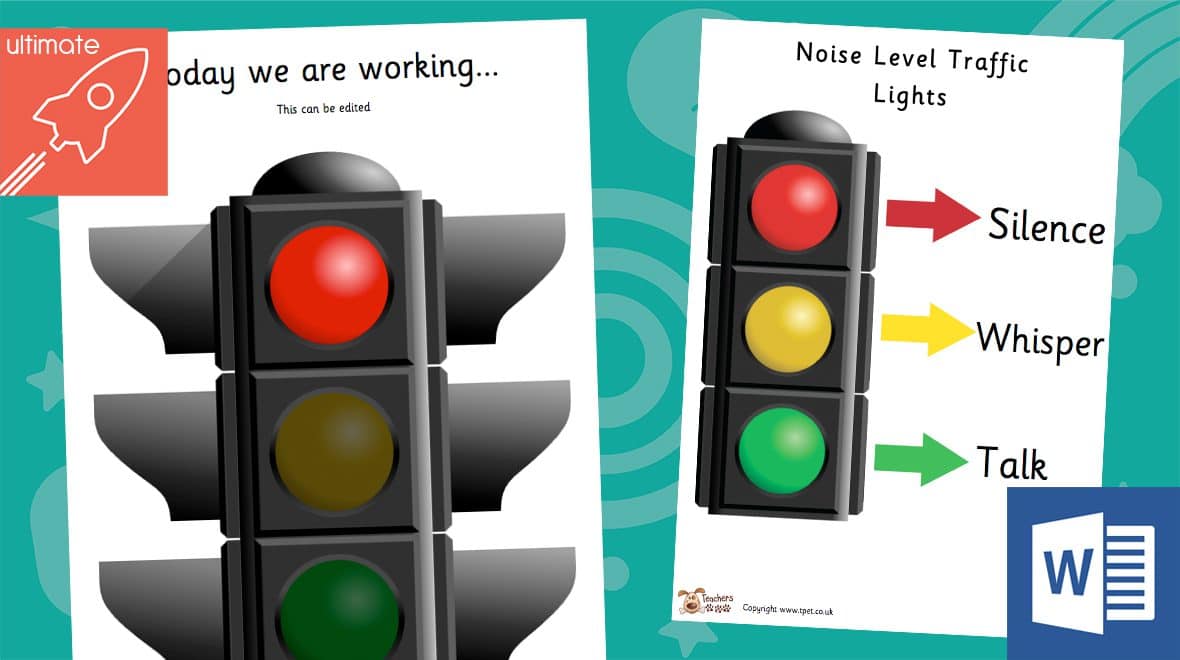 ultimate
oday we are working...
This can be edited
Noise Level Traffic
Lights
Silence
Whisper
Talk
Teachers
Copyright www.tpet.co.uk
W